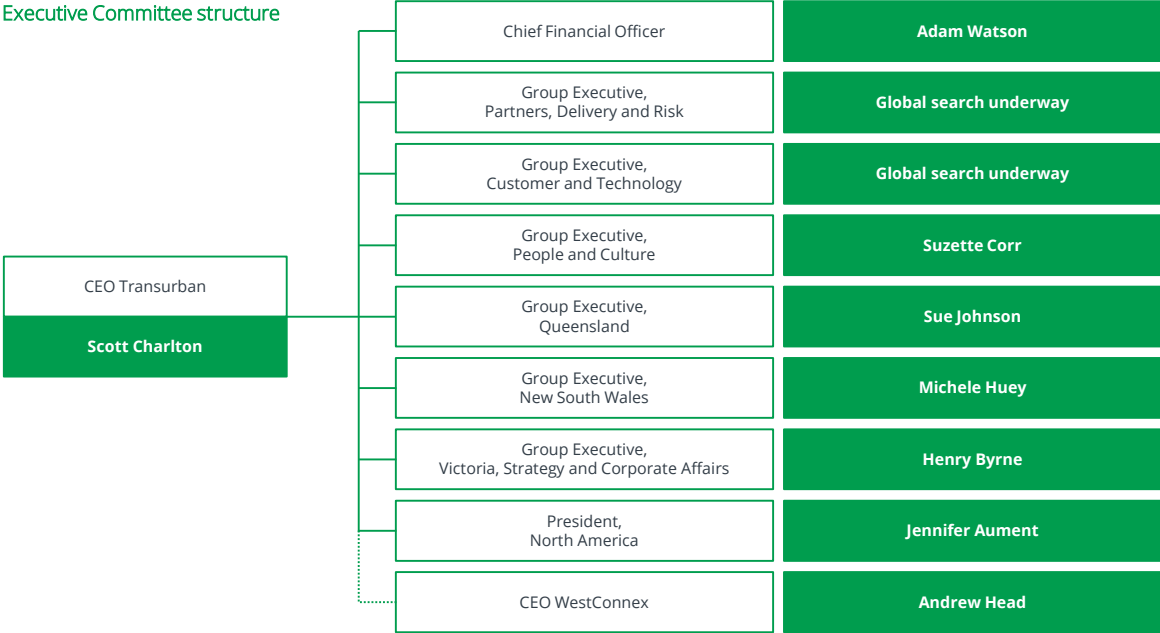 Executive Committee structure
Chief Financial Officer
Adam Watson
Group Executive,
Partners, Delivery and Risk
Global search underway
Group Executive,
Customer and Technology
Global search underway
Group Executive,
People and Culture
Suzette Corr
CEO Transurban
Scott Charlton
Group Executive,
Queensland
Sue Johnson
Group Executive,
New South Wales
Michele Huey
Group Executive,
Victoria, Strategy and Corporate Affairs
Henry Byrne
President,
North America
Jennifer Aument
CEO WestConnex
Andrew Head